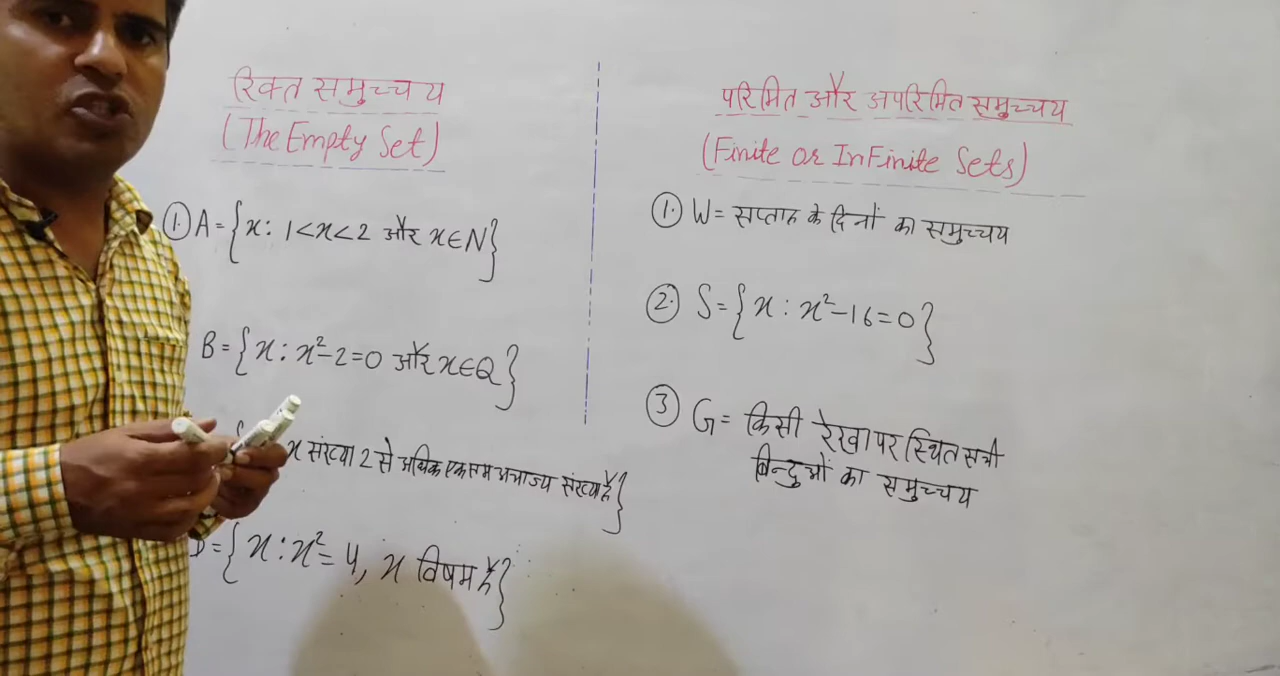 रिक्त समुच्चय
(The Empty Set)
① A={x: 1<x<2 और x∈N}
B={x: x²-2=0 और x∈Q}
x संख्या 2 से अधिक एक सम अभाज्य संख्या है}
D={x: x²=4, x विषम है}
परिमित और अपरिमित समुच्चय
(Finite or InFinite Sets)
① W= सप्ताह के दिनों का समुच्चय
② S={x: x²-16=0}
③ G= किसी रेखा पर स्थित सभी
बिन्दुओं का समुच्चय